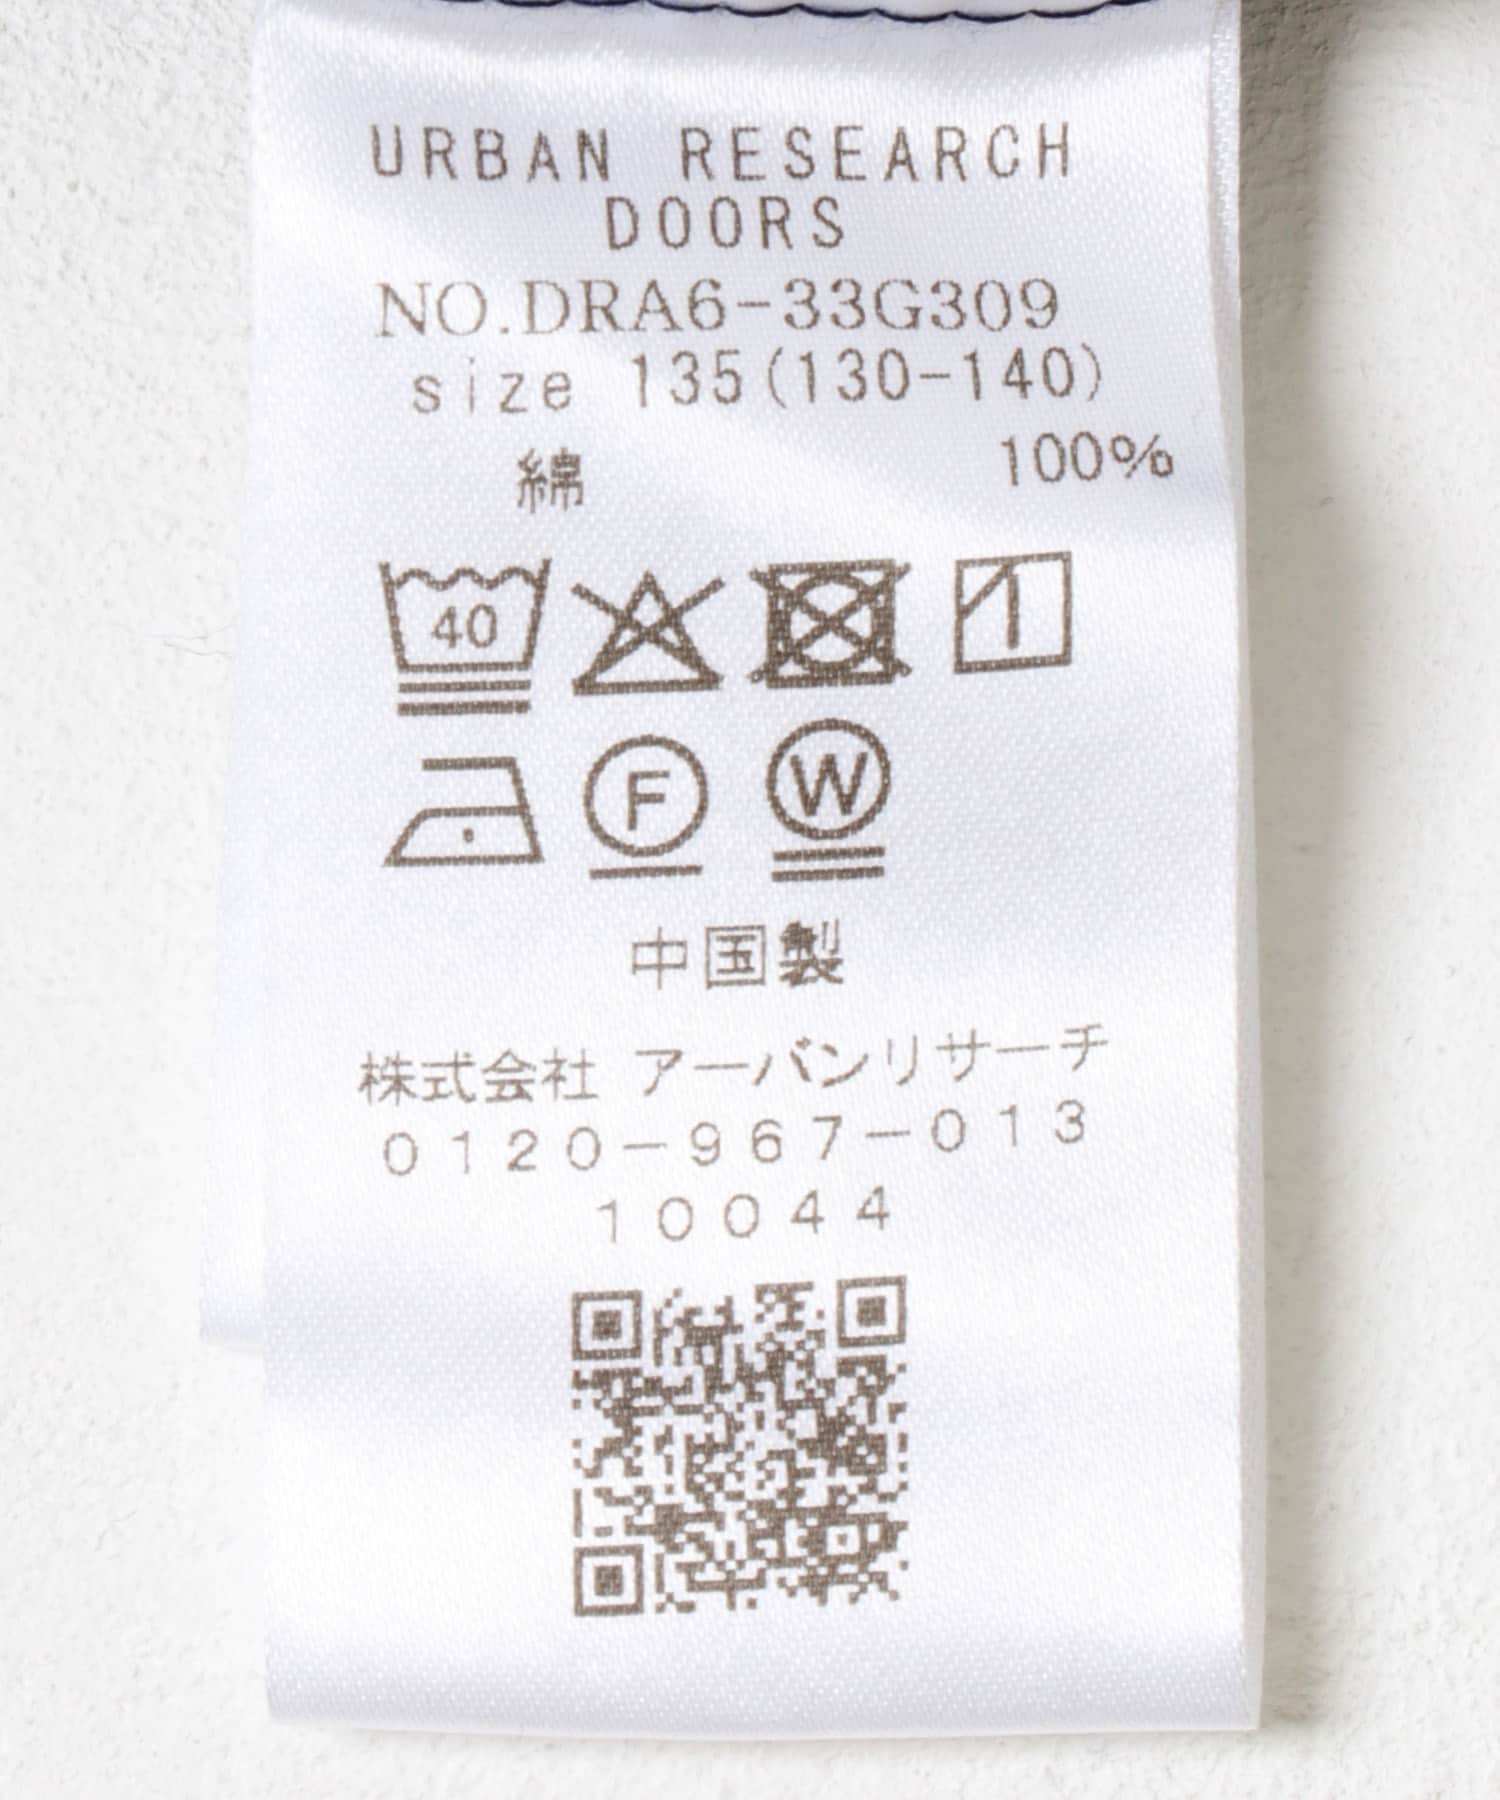 URBAN RESEARCH
DOORS
NO.DRA6-33G309
size 135(130-140)
綿 100%
40
F W
中国製
株式会社 アーバンリサーチ
0120-967-013
10044